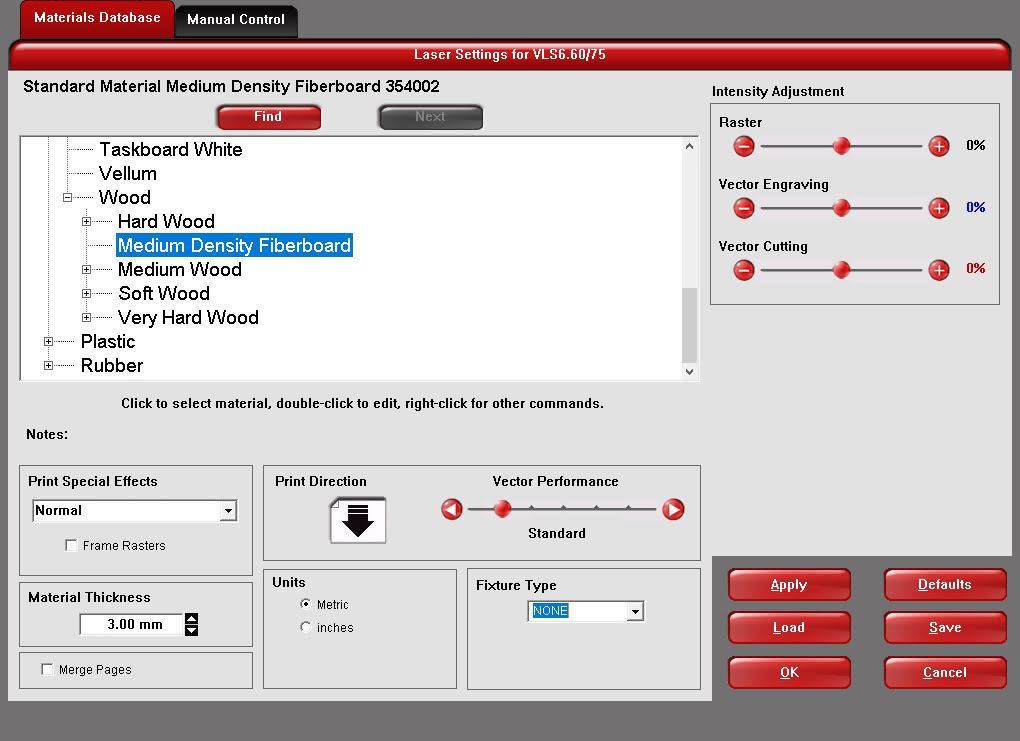 Materials Database
Manual Control
Laser Settings for VLS6.60/75
Standard Material Medium Density Fiberboard 354002
Find
Next
Taskboard White
Vellum
Wood
Hard Wood
Medium Density Fiberboard
Medium Wood
Soft Wood
Very Hard Wood
Plastic
Rubber
Click to select material, double-click to edit, right-click for other commands.
Notes:
Intensity Adjustment
Raster
0%
Vector Engraving
0%
Vector Cutting
0%
Print Special Effects
Normal
Frame Rasters
Print Direction
Vector Performance
Standard
Material Thickness
3.00 mm
Merge Pages
Units
Metric
inches
Fixture Type
NONE
Apply
Defaults
Load
Save
OK
Cancel